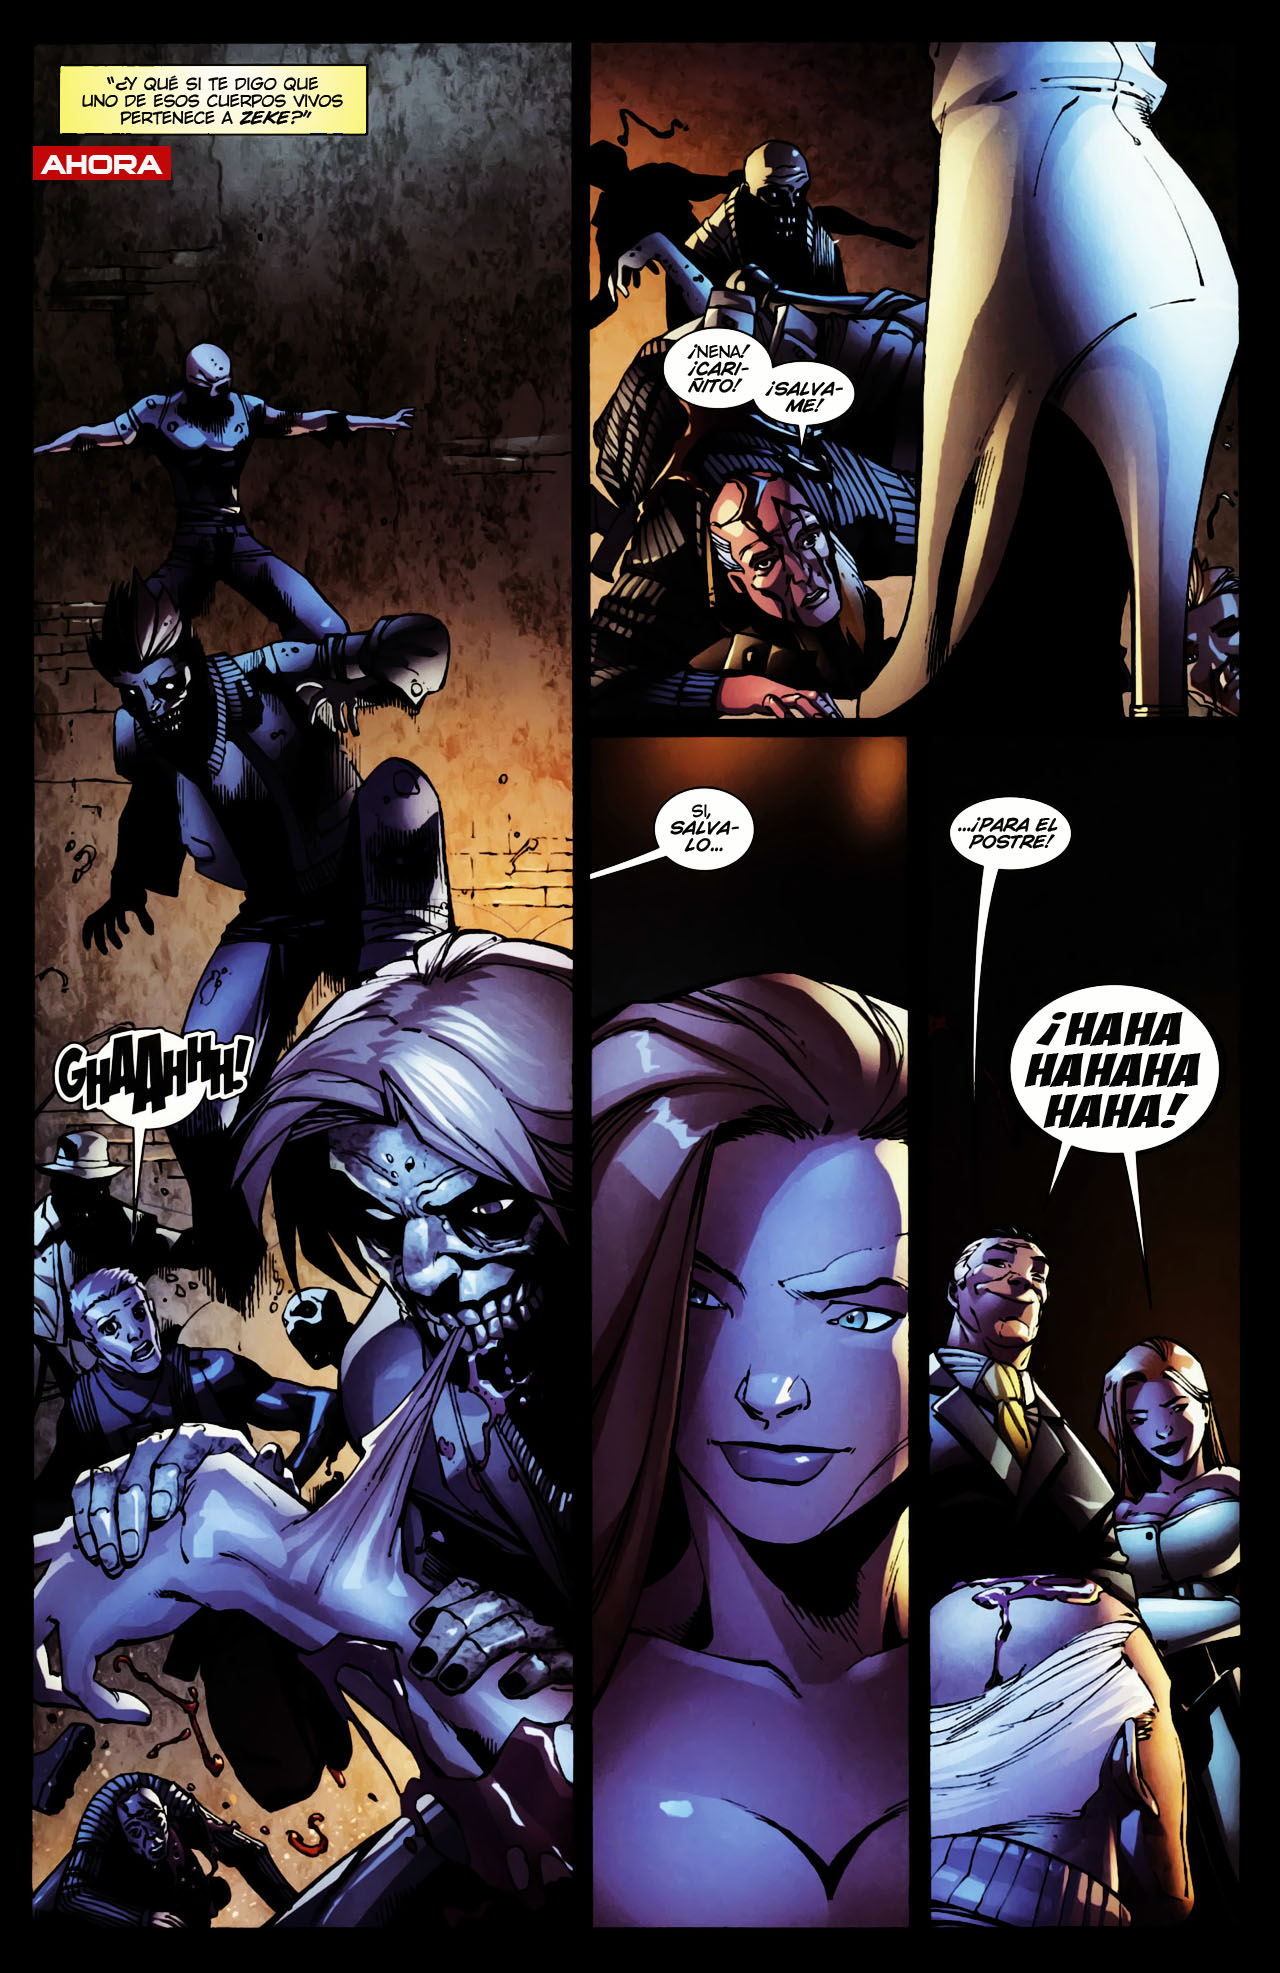 “¿Y QUÉ SI TE DIGO QUE
UNO DE ESOS CUERPOS VIVOS
PERTENECE A ZEKE?”
AHORA
GHAAHHH!
¡NENA!
¡CARI-
ÑITO!
¡SALVA-
ME!
SI,
SALVA-
LO...
...¡PARA EL
POSTRE!
¡HAHA
HAHAHA
HAHA!